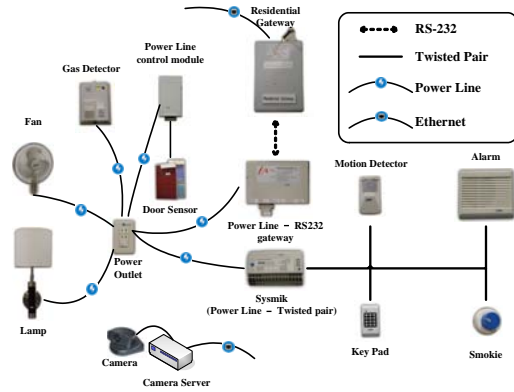 Residential
Gateway
Power Line
control module
Gas Detector
Fan
RS-232
Twisted Pair
Power Line
Ethernet
Motion Detector
Alarm
Door Sensor
Power Line – RS232
gateway
Power
Outlet
Lamp
Sysmik
(Power Line – Twisted pair)
Key Pad
Smokie
Camera
Camera Server